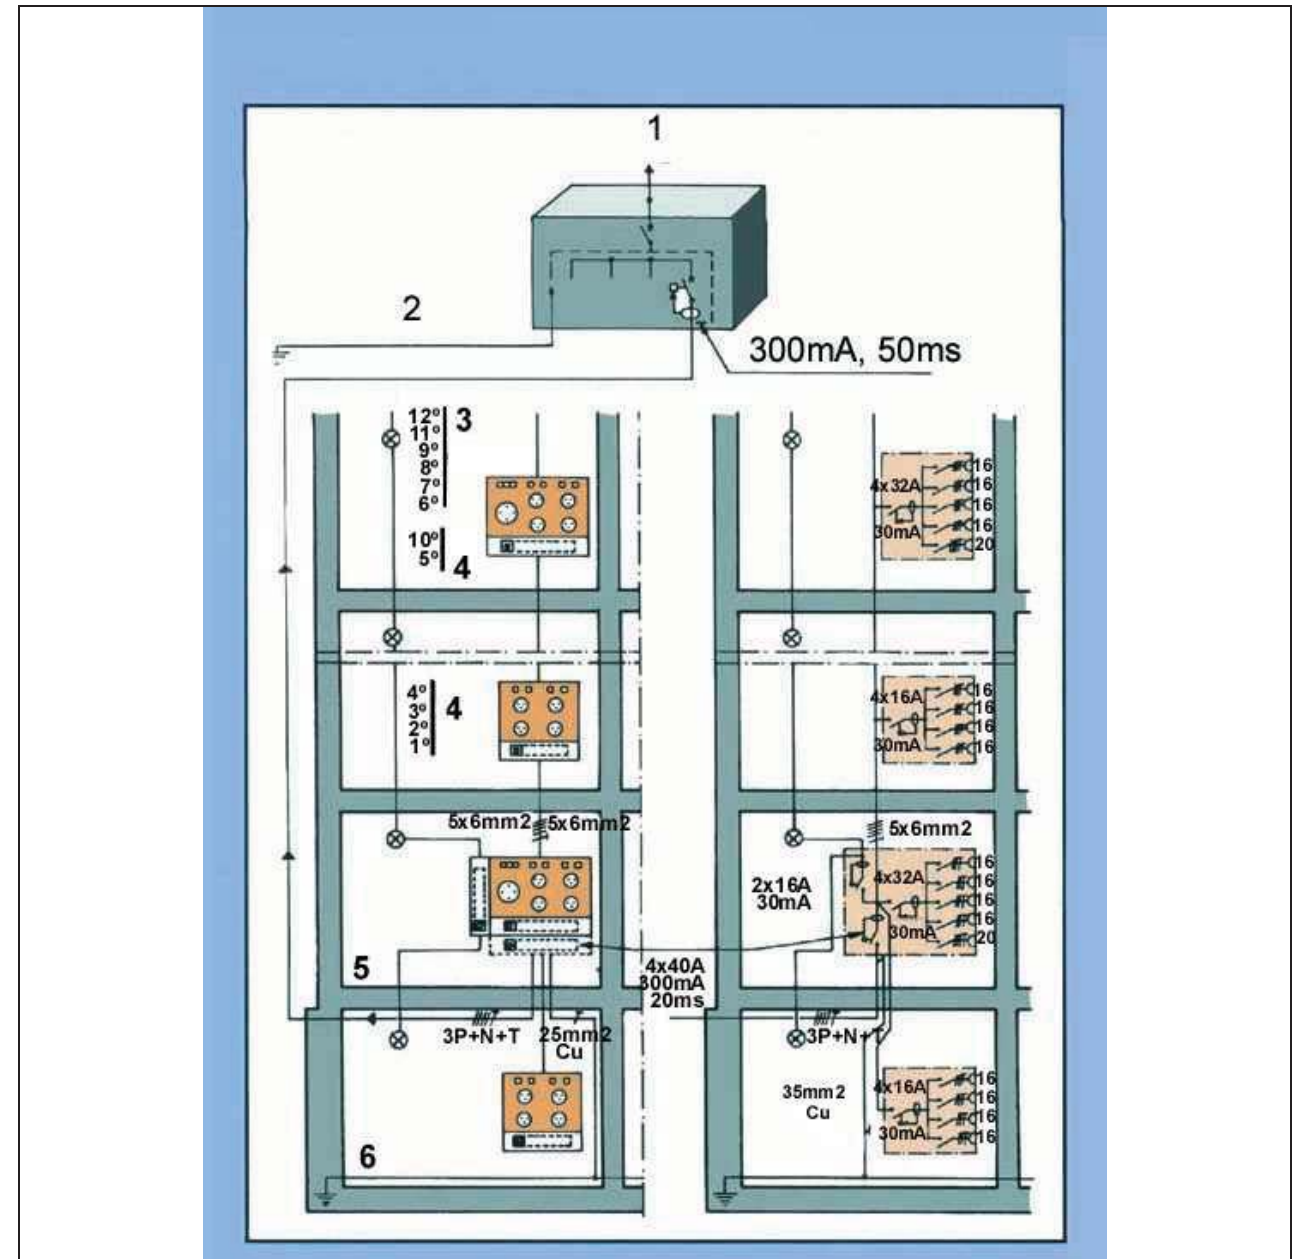 1
2
300mA, 50ms
12º
11º
9º
8º
7º
6º
3
10º
5º
4
4x32A
30mA
16
16
16
16
20
4º
3º
2º
1º
4
4x16A
30mA
16
16
16
16
5x6mm2
5x6mm2
5x6mm2
2x16A
30mA
4x32A
30mA
16
16
16
16
20
5
4x40A
300mA
20ms
3P+N+T
25mm2
Cu
3P+N+T
35mm2
Cu
4x16A
30mA
16
16
16
16
6